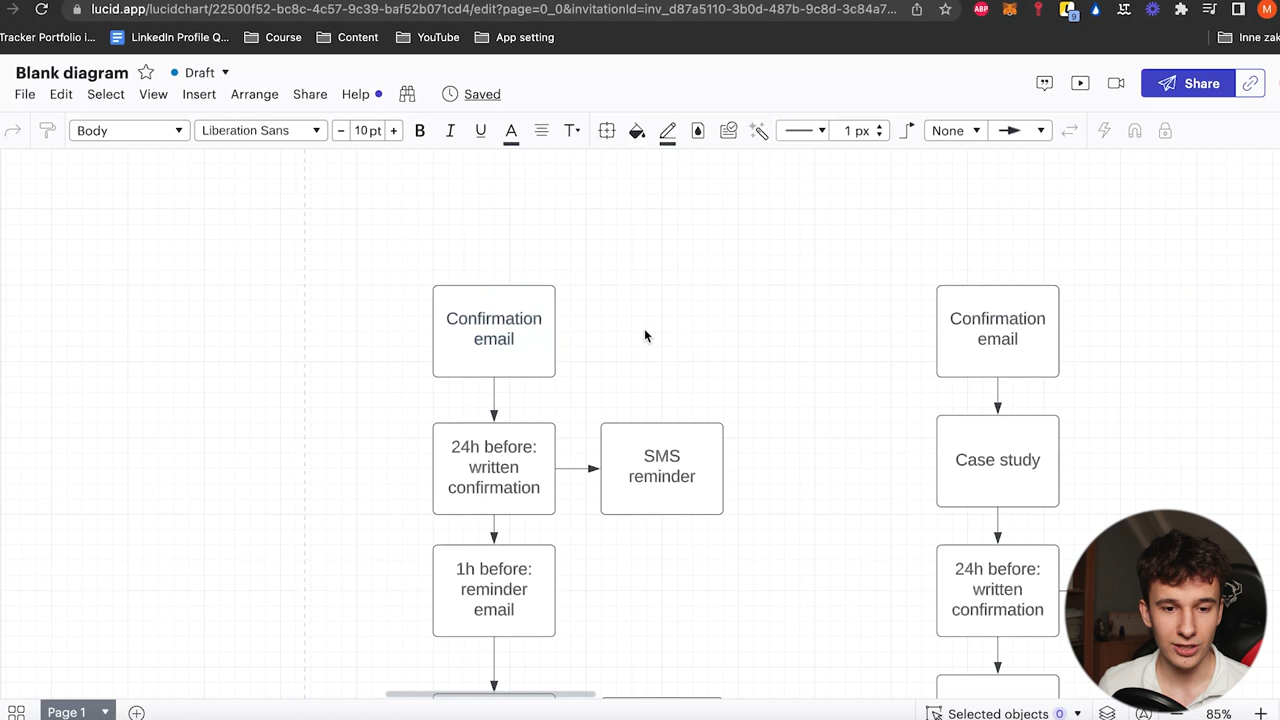 lucid.app/lucidchart/22500f52-bc8c-4c57-9c39-baf52b071cd4/edit?page=0_0&invitationId=inv_d87a5110-3b0d-487b-9c8d-3c84a7...
9
M
Tracker Portfolio i...
LinkedIn Profile Q...
Course
Content
YouTube
App setting
Inne zak
Blank diagram
Draft
File Edit Select View Insert Arrange Share Help
Saved
Share
Body
Liberation Sans
- 10 pt +
B I U A T
1 px
None
Confirmation
email
24h before:
written
confirmation
SMS
reminder
1h before:
reminder
email
Confirmation
email
Case study
24h before:
written
confirmation
Page 1
Selected objects 0
85%